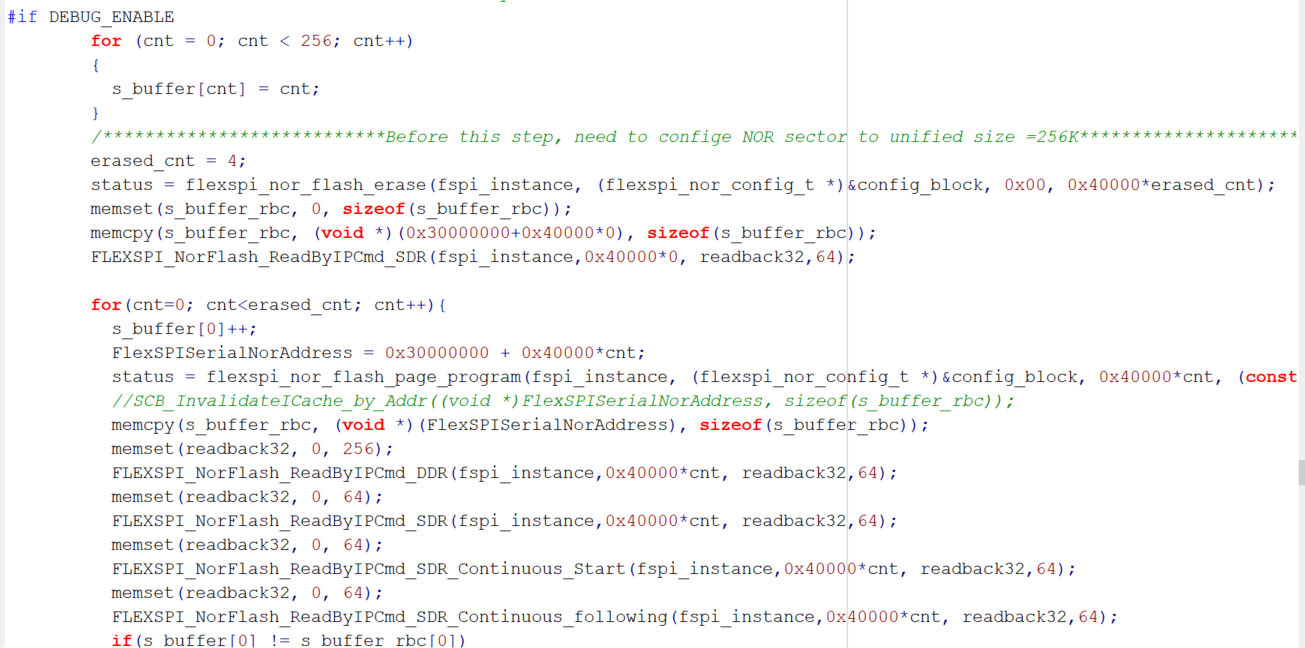 #if DEBUG_ENABLE
for (cnt = 0; cnt < 256; cnt++)
{
s_buffer[cnt] = cnt;
}
/***************************Before this step, need to confige NOR sector to unified size =256K*********************
erased_cnt = 4;
status = flexspi_nor_flash_erase(fspi_instance, (flexspi_nor_config_t *)&config_block, 0x00, 0x40000*erased_cnt);
memset(s_buffer_rbc, 0, sizeof(s_buffer_rbc));
memcpy(s_buffer_rbc, (void *)(0x30000000+0x40000*0), sizeof(s_buffer_rbc));
FLEXSPI_NorFlash_ReadByIPCmd_SDR(fspi_instance,0x40000*0, readback32,64);
for(cnt=0; cnt<erased_cnt; cnt++){
s_buffer[0]++;
FlexSPISerialNorAddress = 0x30000000 + 0x40000*cnt;
status = flexspi_nor_flash_page_program(fspi_instance, (flexspi_nor_config_t *)&config_block, 0x40000*cnt, (const
//SCB_InvalidateICache_by_Addr((void *)FlexSPISerialNorAddress, sizeof(s_buffer_rbc));
memcpy(s_buffer_rbc, (void *)(FlexSPISerialNorAddress), sizeof(s_buffer_rbc));
memset(readback32, 0, 256);
FLEXSPI_NorFlash_ReadByIPCmd_DDR(fspi_instance,0x40000*cnt, readback32,64);
memset(readback32, 0, 64);
FLEXSPI_NorFlash_ReadByIPCmd_SDR(fspi_instance,0x40000*cnt, readback32,64);
memset(readback32, 0, 64);
FLEXSPI_NorFlash_ReadByIPCmd_SDR_Continuous_Start(fspi_instance,0x40000*cnt, readback32,64);
memset(readback32, 0, 64);
FLEXSPI_NorFlash_ReadByIPCmd_SDR_Continuous_following(fspi_instance,0x40000*cnt, readback32,64);
if(s_buffer[0] != s_buffer_rbc[0])